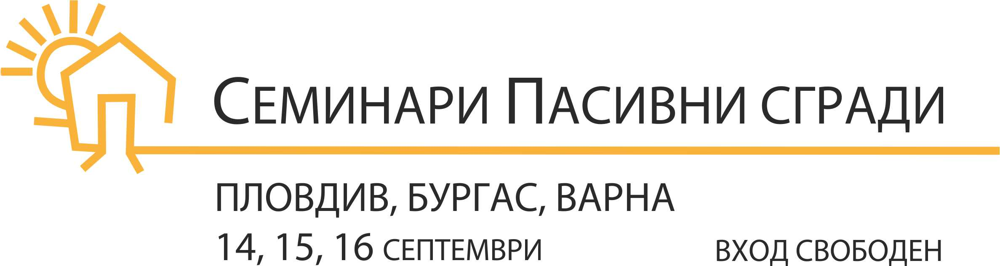 Семинари Пасивни сгради
ПЛОВДИВ, БУРГАС, ВАРНА
14, 15, 16 СЕПТЕМВРИ
ВХОД СВОБОДЕН